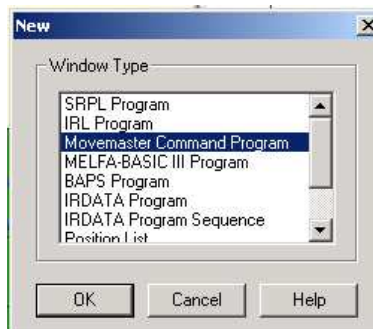 New
Window Type
SRPL Program
IRL Program
Movemaster Command Program
MELFA-BASIC III Program
BAPS Program
IRDATA Program
IRDATA Program Sequence
Position List
OK Cancel Help